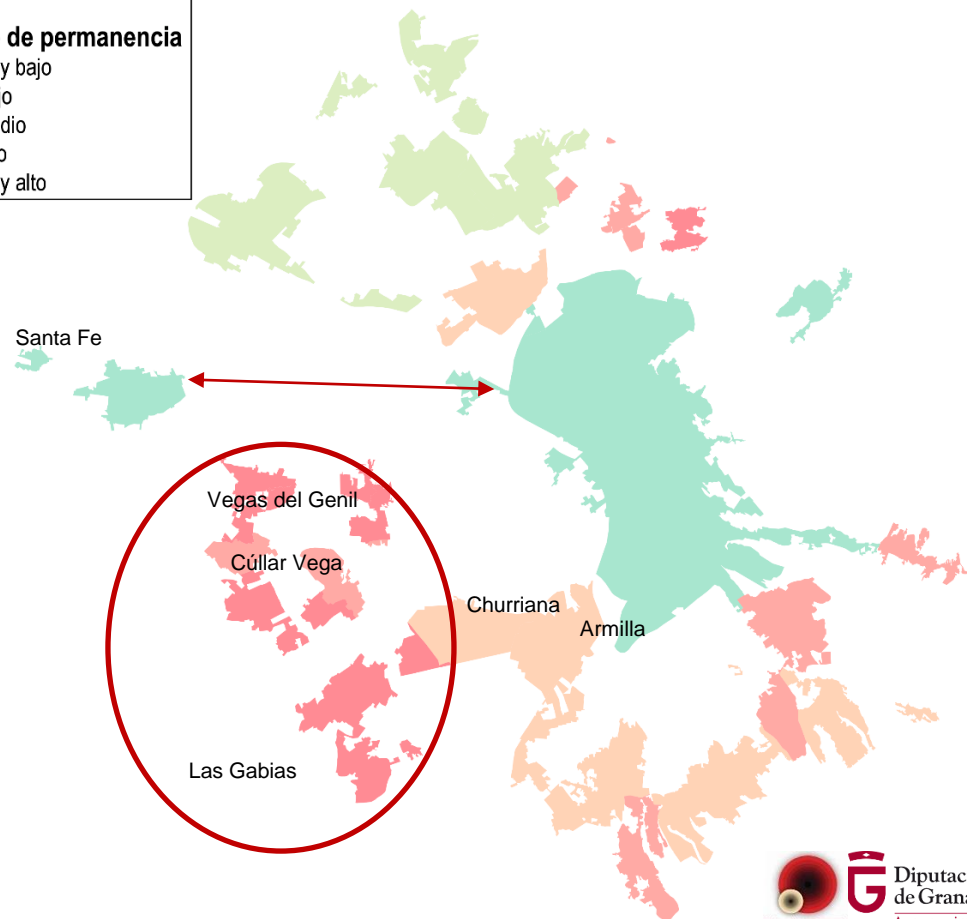 de permanencia
y bajo
jo
dio
o
y alto
Santa Fe
Vegas del Genil
Cúllar Vega
Churriana
Armilla
Las Gabias
Diputac
de Grana